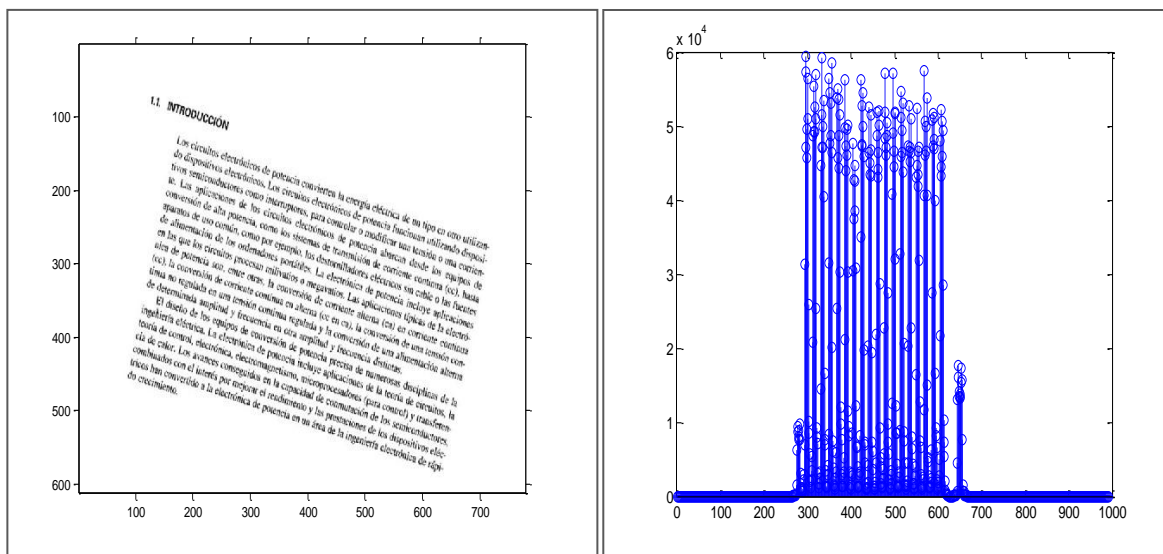 100 200 300 400 500 600 700
100
200
300
400
500
600
1.1. INTRODUCCIÓN
Los circuitos electrónicos de potencia convierten la energía eléctrica de un tipo en otro utilizan-
do dispositivos electrónicos. Los circuitos electrónicos de potencia funcionan utilizando disposi-
tivos semiconductores como interruptores, para controlar o modificar una tensión o una corrien-
te. Las aplicaciones de los circuitos electrónicos de potencia abarcan desde los equipos de
conversión de alta potencia, como los sistemas de transmisión de corriente continua (cc), hasta
aparatos de uso común, como por ejemplo, los destornilladores eléctricos sin cable o las fuentes
de alimentación de los ordenadores portátiles. La electrónica de potencia incluye aplicaciones
en las que los circuitos procesan milivatios o megavatios. Las aplicaciones típicas de la electró-
nica de potencia son, entre otras, la conversión de corriente alterna (ca) en corriente continua
(cc), la conversión de corriente continua en alterna (cc en ca), la conversión de una tensión con-
tinua no regulada en una tensión continua regulada y la conversión de una alimentación alterna
de determinada amplitud y frecuencia en otra amplitud y frecuencia distintas.
El diseño de los equipos de conversión de potencia precisa de numerosas disciplinas de la
ingeniería eléctrica. La electrónica de potencia incluye aplicaciones de la teoría de circuitos, la
teoría de control, electrónica, electromagnetismo, microprocesadores (para control) y transferen-
cia de calor. Los avances conseguidos en la capacidad de conmutación de los semiconductores,
combinados con el interés por mejorar el rendimiento y las prestaciones de los dispositivos eléc-
tricos han convertido a la electrónica de potencia en un área de la ingeniería electrónica de rápi-
do crecimiento.
x 10⁴
6
5
4
3
2
1
0
0 100 200 300 400 500 600 700 800 900 1000